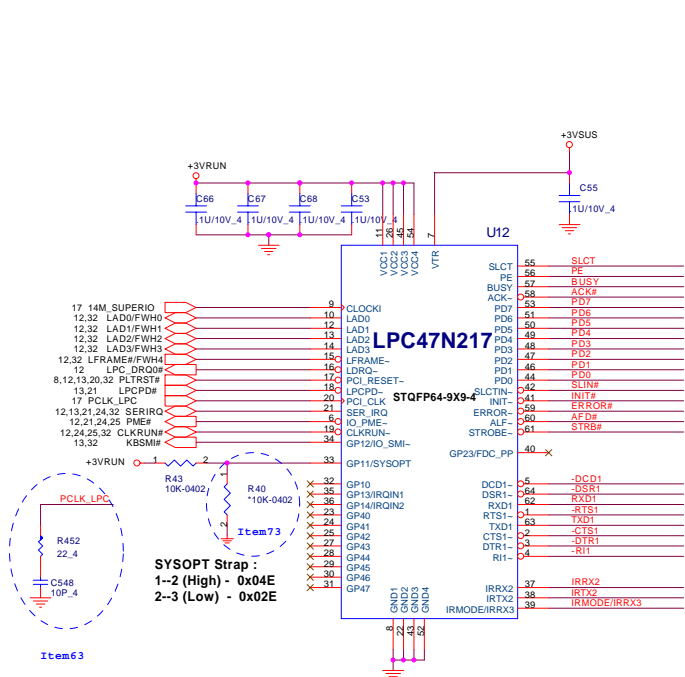 +3VSUS
+3VRUN
C66
C67
C68
C53
.1U/10V_4
.1U/10V_4
.1U/10V_4
.1U/10V_4
C55
.1U/10V_4
U12
11
26
45
54
7
VCC1
VCC2
VCC3
VCC4
VTR
LPC47N217
STQFP64-9X9-4
17 14M_SUPERIO 9 CLOCKI
12,32 LAD0/FWH0 10 LAD0
12,32 LAD1/FWH1 12 LAD1
12,32 LAD2/FWH2 13 LAD2
12,32 LAD3/FWH3 14 LAD3
12,32 LFRAME#/FWH4 15 LFRAME~
12 LPC_DRQ0# 16 LDRQ~
8,12,13,20,32 PLTRST# 17 PCI_RESET~
13,21 LPCPD# 18 LPCPD~
17 PCLK_LPC 20 PCI_CLK
12,13,21,24,32 SERIRQ 21 SER_IRQ
12,21,24,25 PME# 6 IO_PME~
12,24,25,32 CLKRUN# 19 CLKRUN~
13,32 KBSMI# 34 GP12/IO_SMI~
+3VRUN 1 2 33 GP11/SYSOPT
R43
10K-0402
1
R40
*10K-0402
2
Item73
32 GP10
35 GP13/IRQIN1
36 GP14/IRQIN2
23 GP40
24 GP41
25 GP42
27 GP43
28 GP44
29 GP45
30 GP46
31 GP47
SLCT 55 SLCT
PE 56 PE
BUSY 57 BUSY
ACK~ 58 ACK#
PD7 53 PD7
PD6 51 PD6
PD5 50 PD5
PD4 49 PD4
PD3 48 PD3
PD2 47 PD2
PD1 46 PD1
PD0 44 PD0
SLCTIN~ 42 SLIN#
INIT~ 41 INIT#
ERROR~ 59 ERROR#
ALF~ 60 AFD#
STROBE~ 61 STRB#
GP23/FDC_PP 40
DCD1~ 5 -DCD1
DSR1~ 64 -DSR1
RXD1 62 RXD1
RTS1~ 1 -RTS1
TXD1 63 TXD1
CTS1~ 2 -CTS1
DTR1~ 3 -DTR1
RI1~ 4 -RI1
IRRX2 37 IRRX2
IRTX2 38 IRTX2
IRMODE/IRRX3 39 IRMODE/IRRX3
GND1
GND2
GND3
GND4
8
22
43
52
PCLK_LPC
R452
22_4
C548
10P_4
Item63
SYSOPT Strap :
1--2 (High) - 0x04E
2--3 (Low) - 0x02E